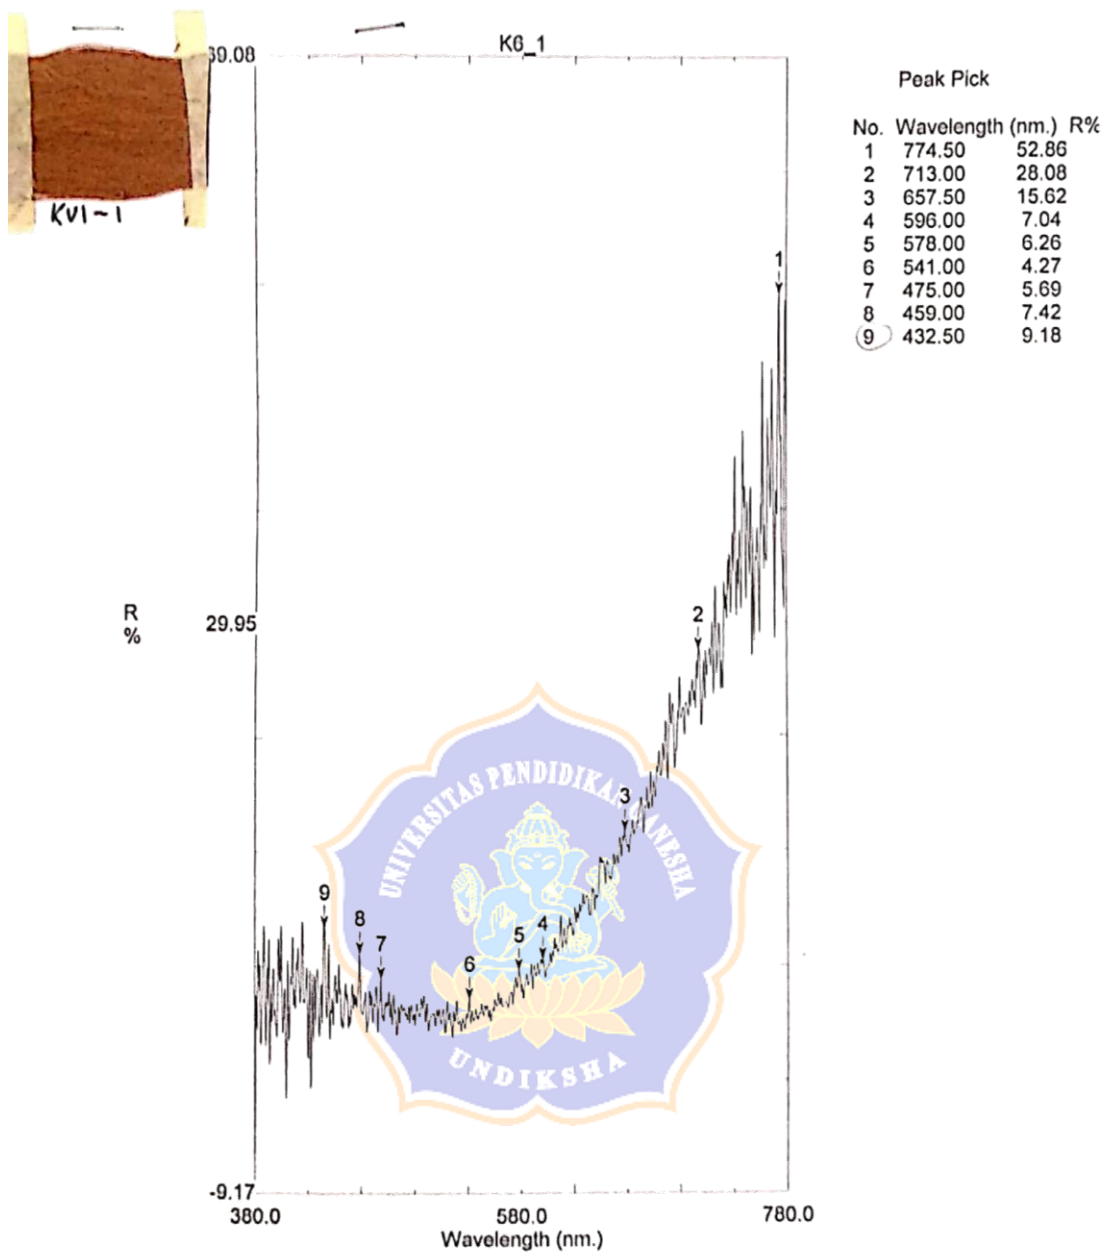 K6_1
69.08
KVI~1
Peak Pick
No. Wavelength (nm.) R%
1 774.50 52.86
2 713.00 28.08
3 657.50 15.62
4 596.00 7.04
5 578.00 6.26
6 541.00 4.27
7 475.00 5.69
8 459.00 7.42
9 432.50 9.18
1
R
%
29.95
2
3
9
8
7
6
5
4
UNIVERSITAS PENDIDIKAN GANESHA
UNDIKSHA
-9.17
380.0 580.0 780.0
Wavelength (nm.)